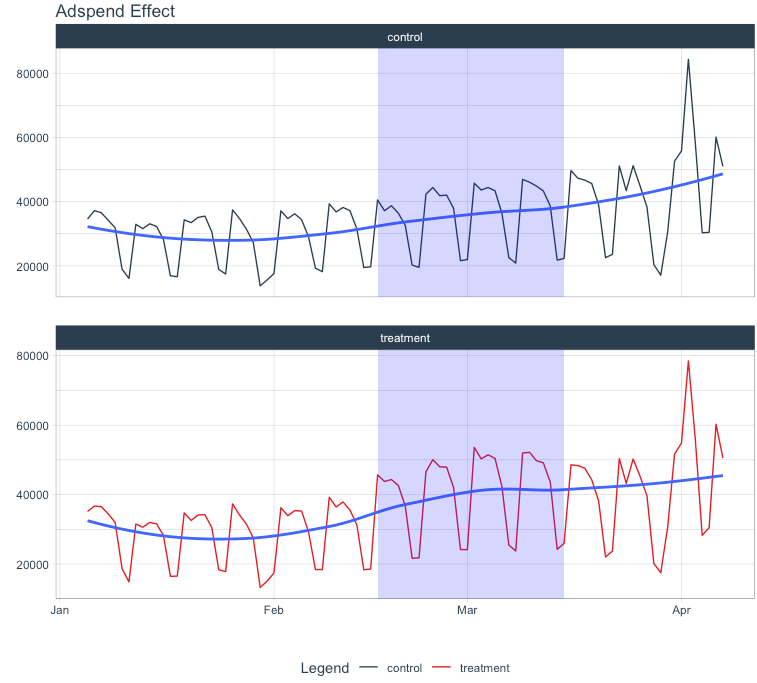 Adspend Effect
control
80000
60000
40000
20000
treatment
80000
60000
40000
20000
Jan Feb Mar Apr
Legend control treatment